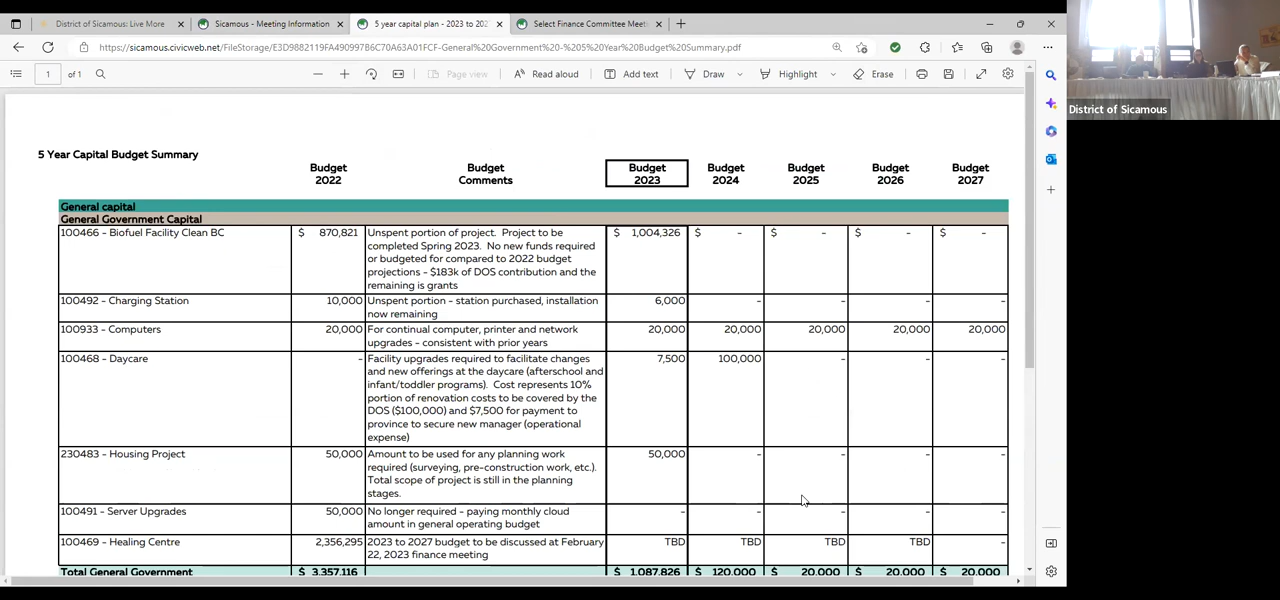 District of Sicamous: Live More
Sicamous - Meeting Information
5 year capital plan - 2023 to 202
Select Finance Committee Meeti
https://sicamous.civicweb.net/FileStorage/E3D9882119FA490997B6C70A63A01FCF-General%20Government%20-%205%20Year%20Budget%20Summary.pdf
1 of 1
Page view
Read aloud
Add text
Draw
Highlight
Erase
District of Sicamous
5 Year Capital Budget Summary
Budget 2022
Budget Comments
Budget 2023
Budget 2024
Budget 2025
Budget 2026
Budget 2027
General capital
General Government Capital
100466 - Biofuel Facility Clean BC $ 870,821 Unspent portion of project. Project to $ 1,004,326 $ - $ - $ - $ -
be completed Spring 2023. No new funds required
or budgeted for compared to 2022 budget
projections - $183k of DOS contribution and the
remaining is grants
100492 - Charging Station 10,000 Unspent portion - station purchased, installation 6,000 - - - -
now remaining
100933 - Computers 20,000 For continual computer, printer and network 20,000 20,000 20,000 20,000 20,000
upgrades - consistent with prior years
100468 - Daycare - Facility upgrades required to facilitate changes 7,500 100,000 - - -
and new offerings at the daycare (afterschool and
infant/toddler programs). Cost represents 10%
portion of renovation costs to be covered by the
DOS ($100,000) and $7,500 for payment to
province to secure new manager (operational
expense)
230483 - Housing Project 50,000 Amount to be used for any planning work 50,000 - - - -
required (surveying, pre-construction work, etc.).
Total scope of project is still in the planning
stages.
100491 - Server Upgrades 50,000 No longer required - paying monthly cloud - - - - -
amount in general operating budget
100469 - Healing Centre 2,356,295 2023 to 2027 budget to be discussed at February TBD TBD TBD TBD -
22, 2023 finance meeting
Total General Government $ 3,357,116 $ 1,087,826 $ 120,000 $ 20,000 $ 20,000 $ 20,000